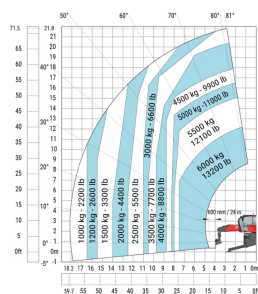 50°
60°
70°
80° 81°
71.5
21.8
65
60
55
50
45
40
35
30
25
20
15
10
5
0ft
21
20
19
18
17
16
15
14
13
12
11
10
9
8
7
6
5
4
3
2
1
0m
-1
40°
30°
20°
10°
0°
-5°
1000 kg - 2200 lb
1200 kg - 2600 lb
1500 kg - 3300 lb
2000 kg - 4400 lb
2500 kg - 5500 lb
3000 kg - 6600 lb
3500 kg - 7700 lb
4000 kg - 8800 lb
4500 kg - 9900 lb
5000 kg -11000 lb
5500 kg
12100 lb
6000 kg
13200 lb
600 mm / 24 in
18.2 17 16 15 14 13 12 11 10 9 8 7 6 5 4 3 2 1 0m
59.7 55 50 45 40 35 30 25 20 15 10 5 0f